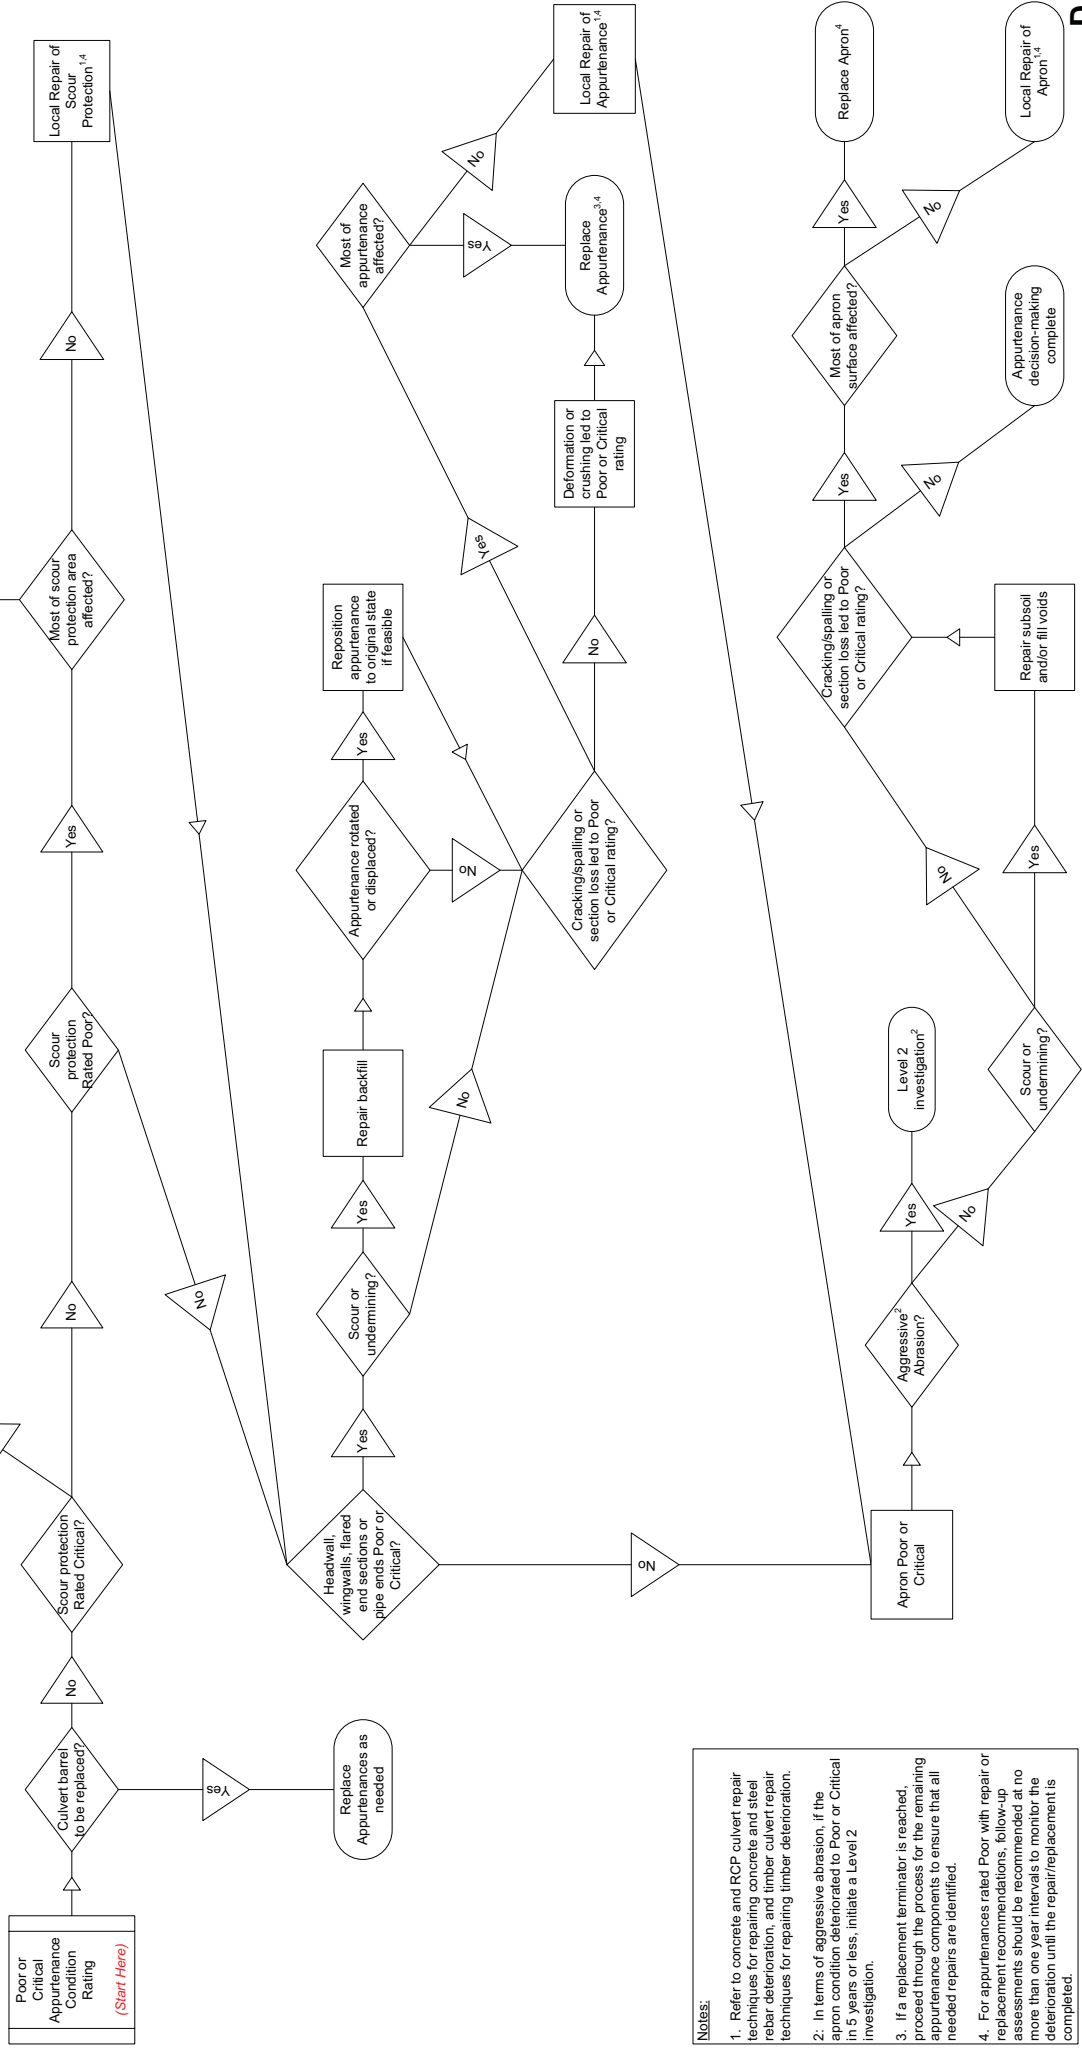 Poor or
Critical
Appurtenance
Condition
Rating
(Start Here)
Culvert barrel
to be replaced?
Yes
Replace
Appurtenances as
needed
No
Scour protection
Rated Critical?
No
Scour
protection
Rated Poor?
Yes
Most of scour
protection area
affected?
No
Local Repair of
Scour
Protection1,4
No
Headwall,
wingwalls, flared
end sections or
pipe ends Poor or
Critical?
Yes
Scour or
undermining?
Yes
Repair backfill
Appurtenance rotated
or displaced?
Yes
Reposition
appurtenance
to original state
if feasible
No
No
Cracking/spalling or
section loss led to Poor
or Critical rating?
Yes
Most of
appurtenance
affected?
No
Local Repair of
Appurtenance1,4
Yes
Replace
Appurtenance3,4
No
Deformation or
crushing led to
Poor or Critical
rating
No
Apron Poor or
Critical
Aggressive2
Abrasion?
Yes
Level 2
investigation2
No
Scour or
undermining?
Yes
Repair subsoil
and/or fill voids
No
Cracking/spalling or
section loss led to Poor
or Critical rating?
Yes
Most of apron
surface affected?
Yes
Replace Apron4
No
Local Repair of
Apron1,4
No
Appurtenance
decision-making
complete
Notes:
1. Refer to concrete and RCP culvert repair
techniques for repairing concrete and steel
rebar deterioration, and timber culvert repair
techniques for repairing timber deterioration.
2: In terms of aggressive abrasion, if the
apron condition deteriorated to Poor or Critical
in 5 years or less, initiate a Level 2
investigation.
3. If a replacement terminator is reached,
proceed through the process for the remaining
appurtenance components to ensure that all
needed repairs are identified.
4. For appurtenances rated Poor with repair or
replacement recommendations, follow-up
assessments should be recommended at no
more than one year intervals to monitor the
deterioration until the repair/replacement is
completed.